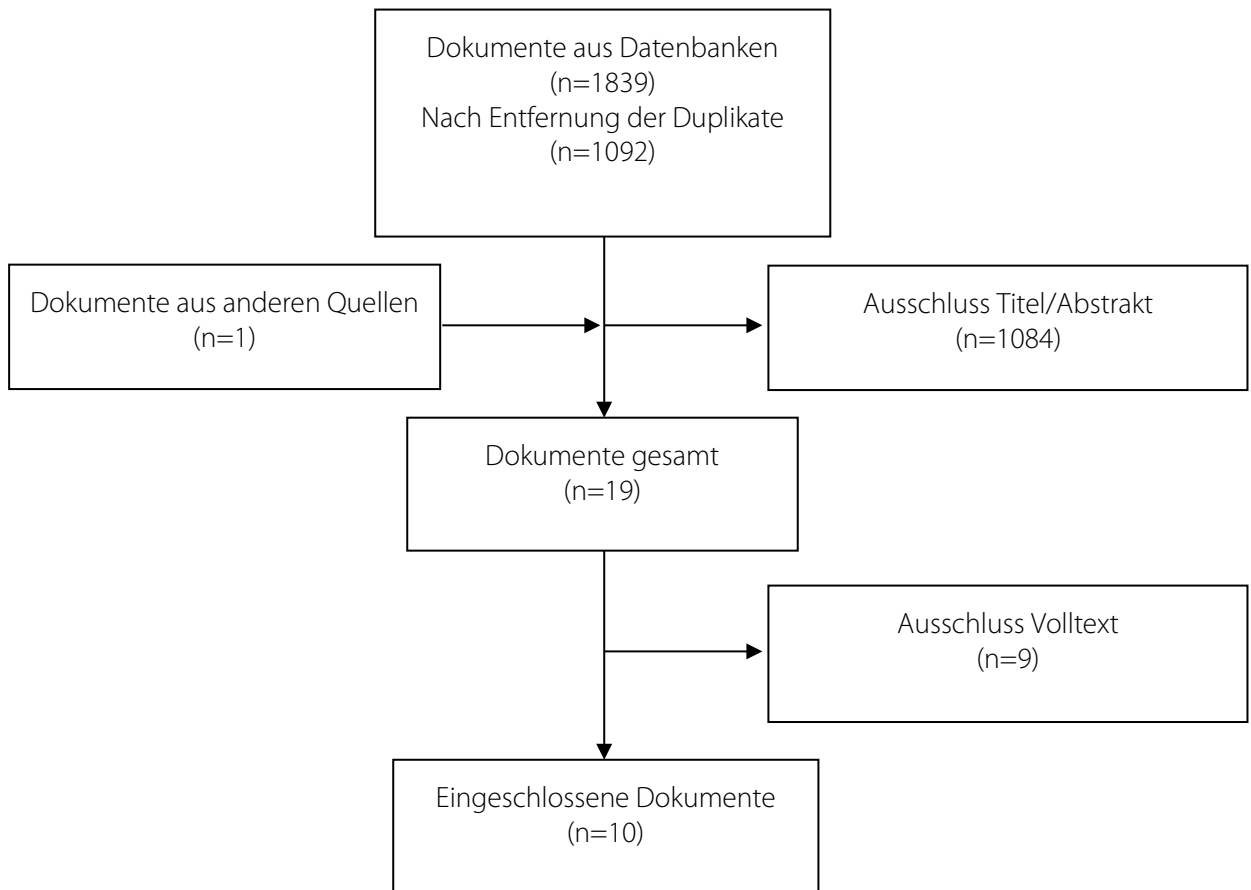 Dokumente aus Datenbanken
(n=1839)
Nach Entfernung der Duplikate
(n=1092)
Dokumente aus anderen Quellen
(n=1)
Ausschluss Titel/Abstrakt
(n=1084)
Dokumente gesamt
(n=19)
Ausschluss Volltext
(n=9)
Eingeschlossene Dokumente
(n=10)